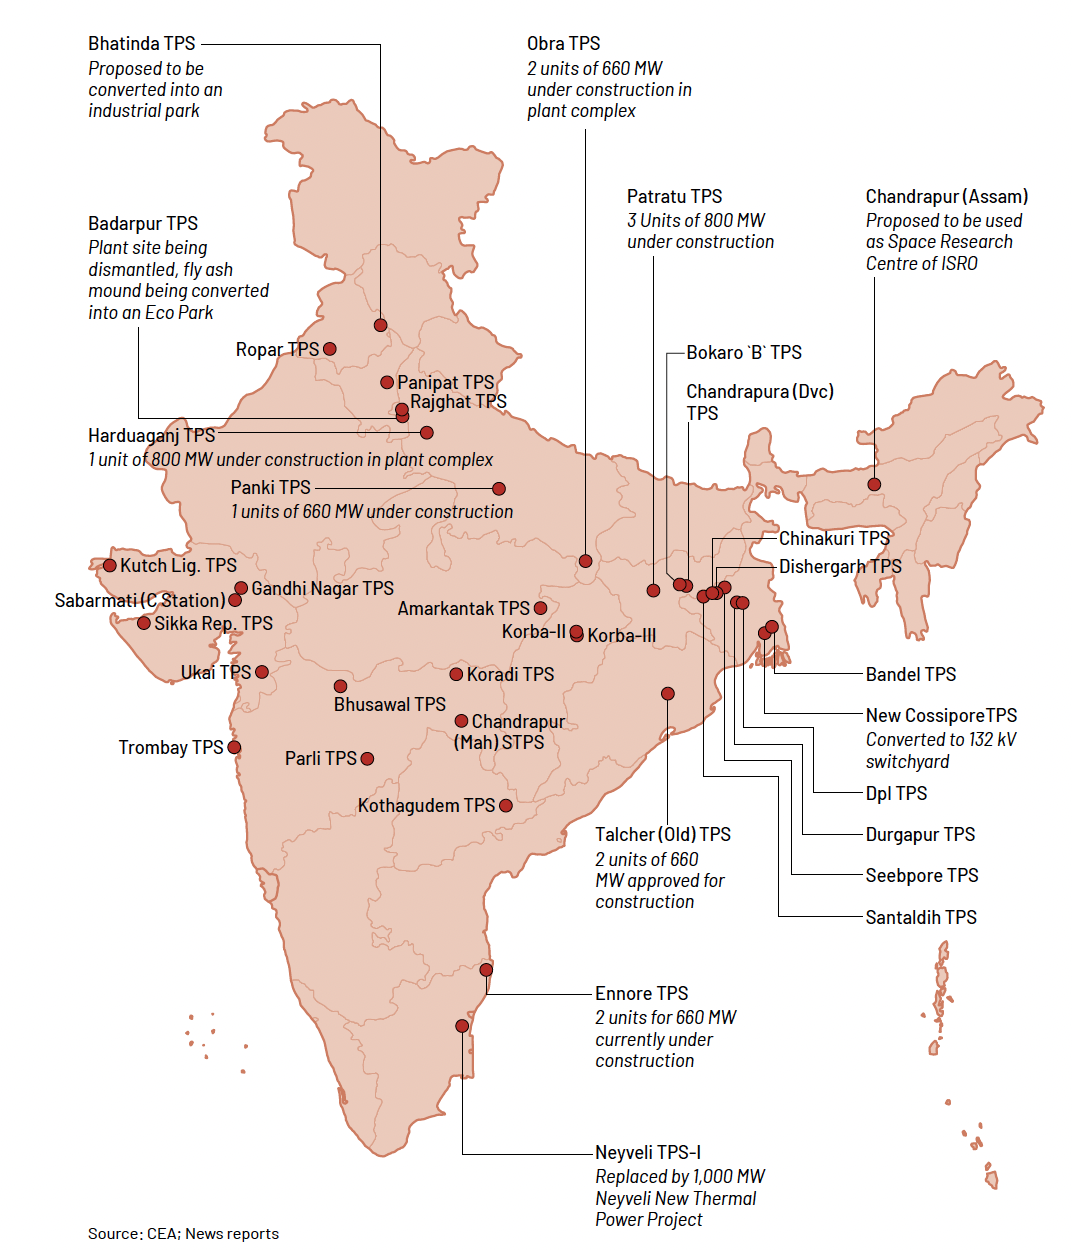 Bhatinda TPS
Proposed to be
converted into an
industrial park
Obra TPS
2 units of 660 MW
under construction in
plant complex
Patratu TPS
3 Units of 800 MW
under construction
Chandrapur (Assam)
Proposed to be used
as Space Research
Centre of ISRO
Badarpur TPS
Plant site being
dismantled, fly ash
mound being converted
into an Eco Park
Ropar TPS
Bokaro `B` TPS
Panipat TPS
Rajghat TPS
Chandrapura (Dvc)
TPS
Harduaganj TPS
1 unit of 800 MW under construction in plant complex
Panki TPS
1 units of 660 MW under construction
Chinakuri TPS
Dishergarh TPS
Kutch Lig. TPS
Gandhi Nagar TPS
Sabarmati (C Station)
Sikka Rep. TPS
Amarkantak TPS
Korba-II
Korba-III
Ukai TPS
Koradi TPS
Bhusawal TPS
Chandrapur
(Mah) STPS
Trombay TPS
Parli TPS
Kothagudem TPS
Bandel TPS
New CossiporeTPS
Converted to 132 kV
switchyard
Dpl TPS
Durgapur TPS
Seebpore TPS
Santaldih TPS
Talcher (Old) TPS
2 units of 660
MW approved for
construction
Ennore TPS
2 units for 660 MW
currently under
construction
Neyveli TPS-I
Replaced by 1,000 MW
Neyveli New Thermal
Power Project
Source: CEA; News reports